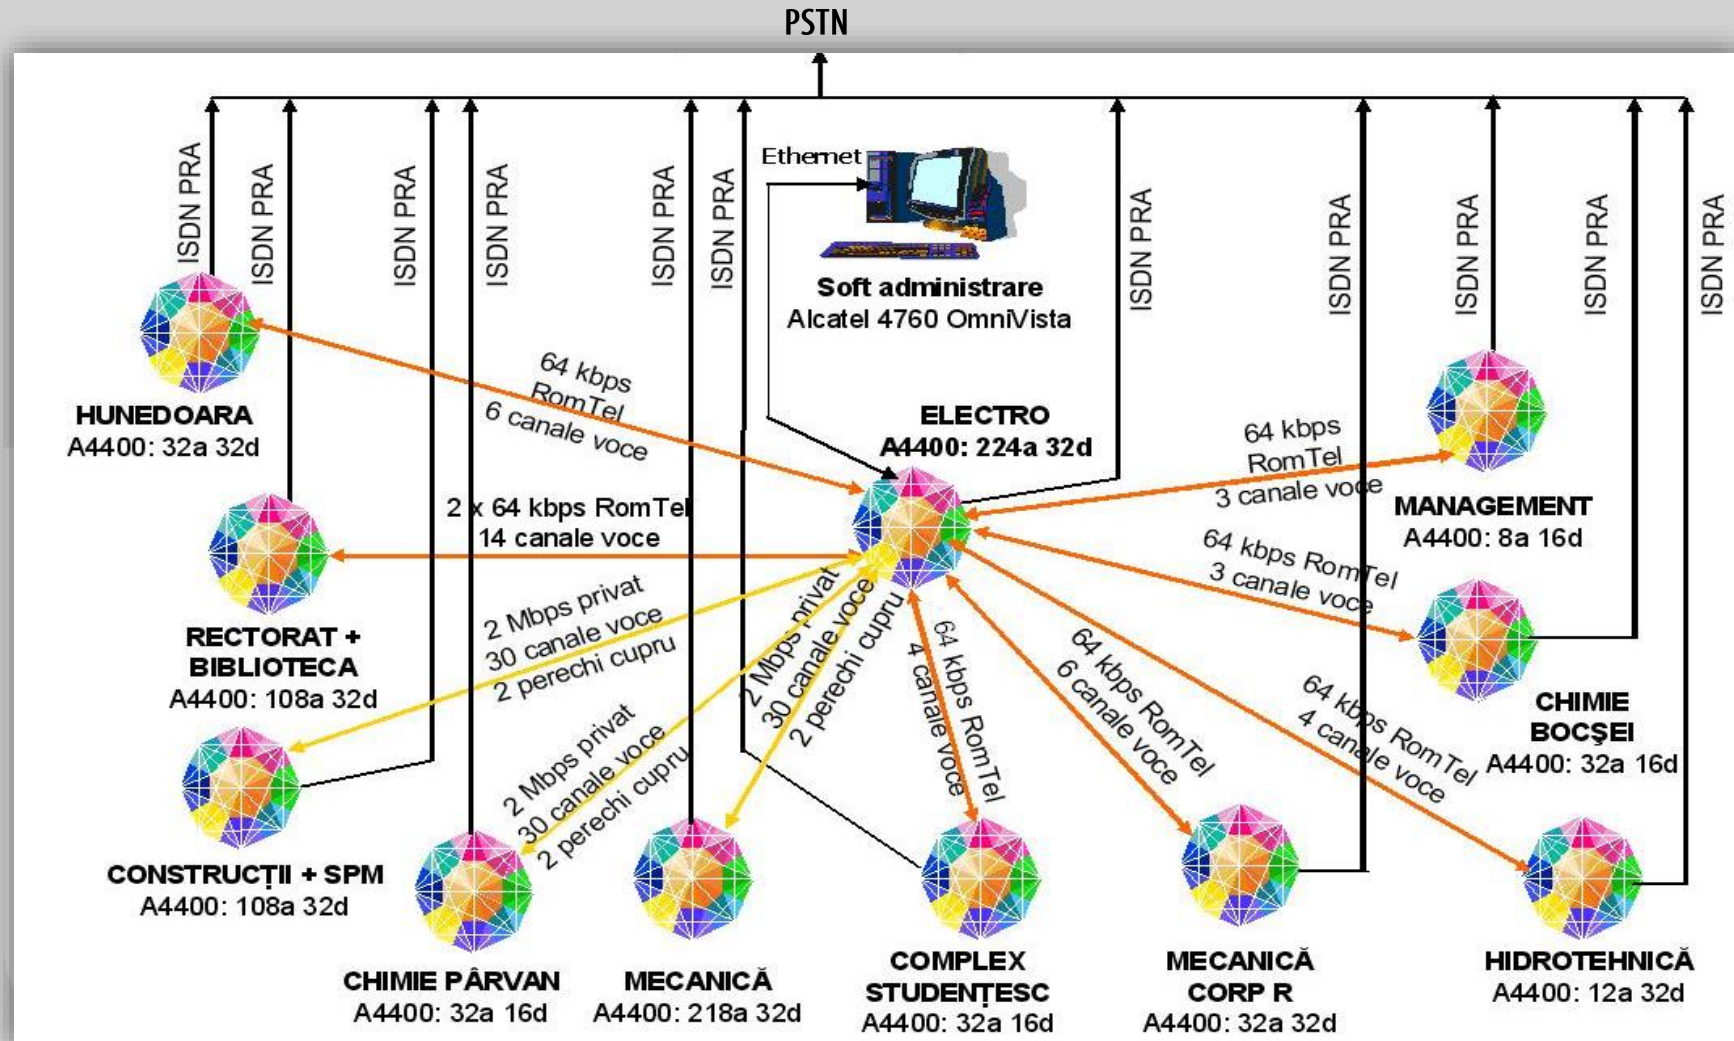 PSTN
ISDN PRA
ISDN PRA
ISDN PRA
ISDN PRA
ISDN PRA
ISDN PRA
ISDN PRA
ISDN PRA
ISDN PRA
ISDN PRA
ISDN PRA
Ethernet
Soft administrare
Alcatel 4760 OmniVista
HUNEDOARA
A4400: 32a 32d
64 kbps
RomTel
6 canale voce
ELECTRO
A4400: 224a 32d
64 kbps
RomTel
3 canale voce
MANAGEMENT
A4400: 8a 16d
2 x 64 kbps RomTel
14 canale voce
RECTORAT +
BIBLIOTECA
A4400: 108a 32d
64 kbps RomTel
3 canale voce
CHIMIE
BOCȘEI
A4400: 32a 16d
2 Mbps privat
30 canale voce
2 perechi cupru
CONSTRUCȚII + SPM
A4400: 108a 32d
2 Mbps privat
30 canale voce
2 perechi cupru
CHIMIE PÂRVAN
A4400: 32a 16d
2 Mbps privat
30 canale voce
2 perechi cupru
MECANICĂ
A4400: 218a 32d
64 kbps RomTel
4 canale voce
COMPLEX
STUDENȚESC
A4400: 32a 16d
64 kbps RomTel
6 canale voce
MECANICĂ
CORP R
A4400: 32a 32d
64 kbps RomTel
4 canale voce
HIDROTEHNICĂ
A4400: 12a 32d